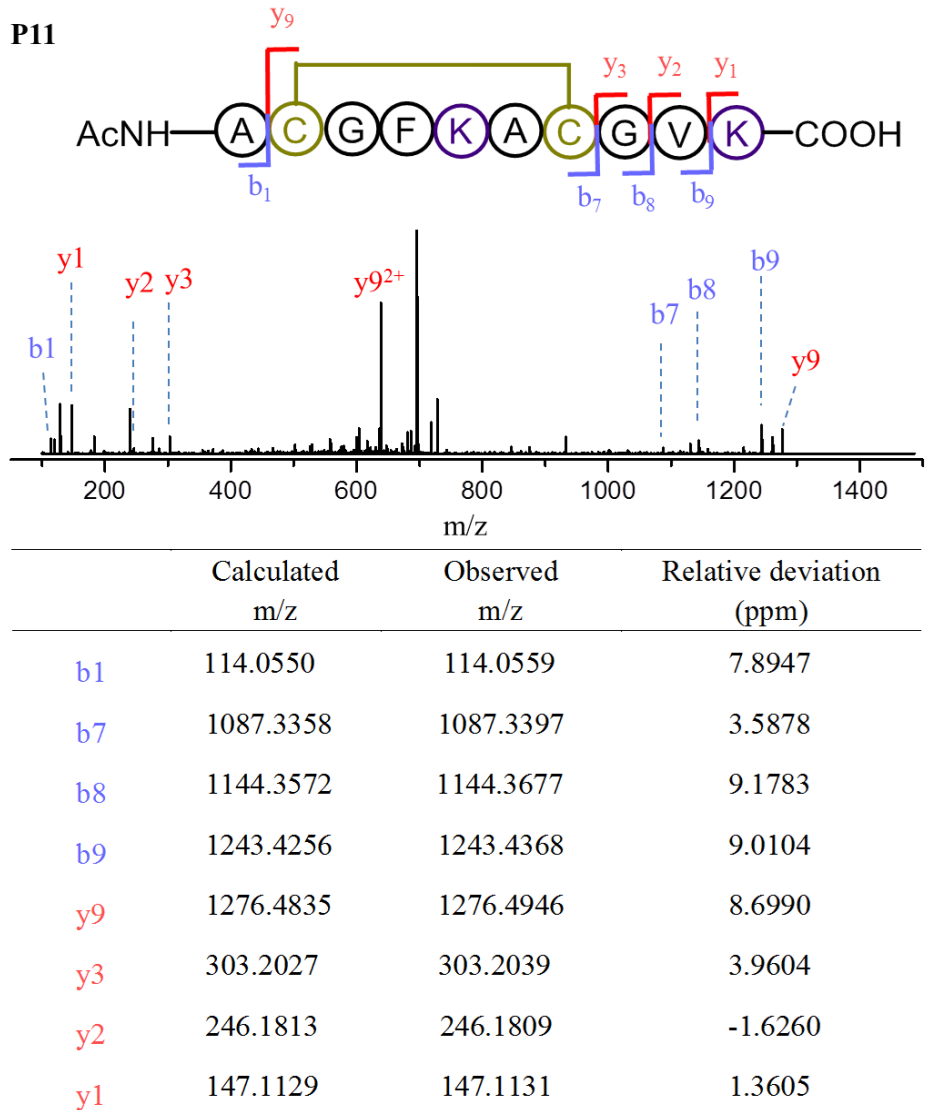 P11
y9
y3 y2 y1
AcNH A C G F K A C G V K COOH
b1 b7 b8 b9
y1 y2 y3 y9²⁺ b9
b1 b7 b8 y9
200 400 600 800 1000 1200 1400
m/z
Calculated Observed Relative deviation
m/z m/z (ppm)
b1 114.0550 114.0559 7.8947
b7 1087.3358 1087.3397 3.5878
b8 1144.3572 1144.3677 9.1783
b9 1243.4256 1243.4368 9.0104
y9 1276.4835 1276.4946 8.6990
y3 303.2027 303.2039 3.9604
y2 246.1813 246.1809 -1.6260
y1 147.1129 147.1131 1.3605